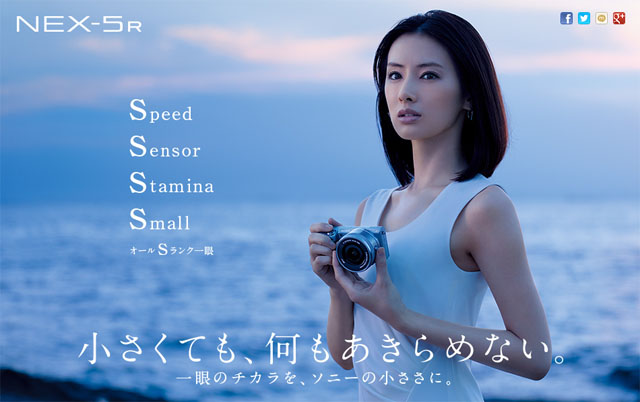 NEX-5R
Speed
Sensor
Stamina
Small
オールSランク一眼
小さくても、何もあきらめない。
一眼のチカラを、ソニーの小ささに。